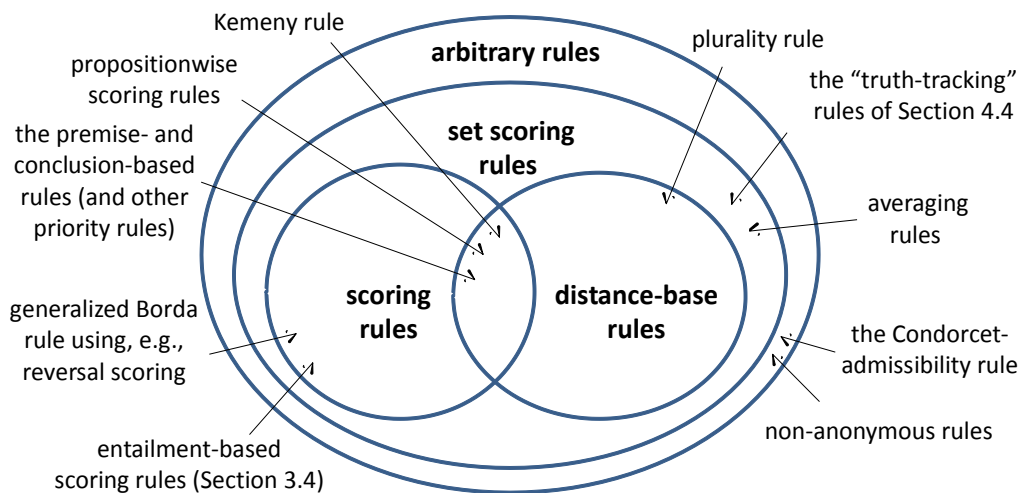 Kemeny rule
arbitrary rules
plurality rule
propositionwise
scoring rules
the “truth-tracking”
rules of Section 4.4
the premise- and
conclusion-based
rules (and other
priority rules)
set scoring
rules
averaging
rules
scoring
rules
distance-base
rules
generalized Borda
rule using, e.g.,
reversal scoring
the Condorcet-
admissibility rule
non-anonymous rules
entailment-based
scoring rules (Section 3.4)